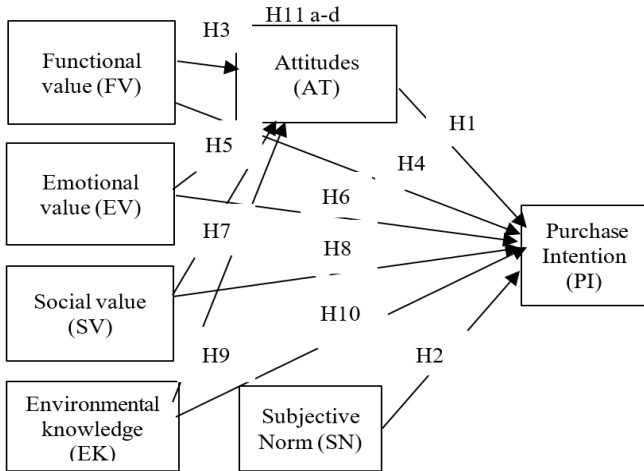 H11 a-d
H3
Functional
value (FV)
Attitudes
(AT)
H1
H5
H4
Emotional
value (EV)
H6
H7
H8
Purchase
Intention
(PI)
Social value
(SV)
H10
H9
H2
Environmental
knowledge
(EK)
Subjective
Norm (SN)